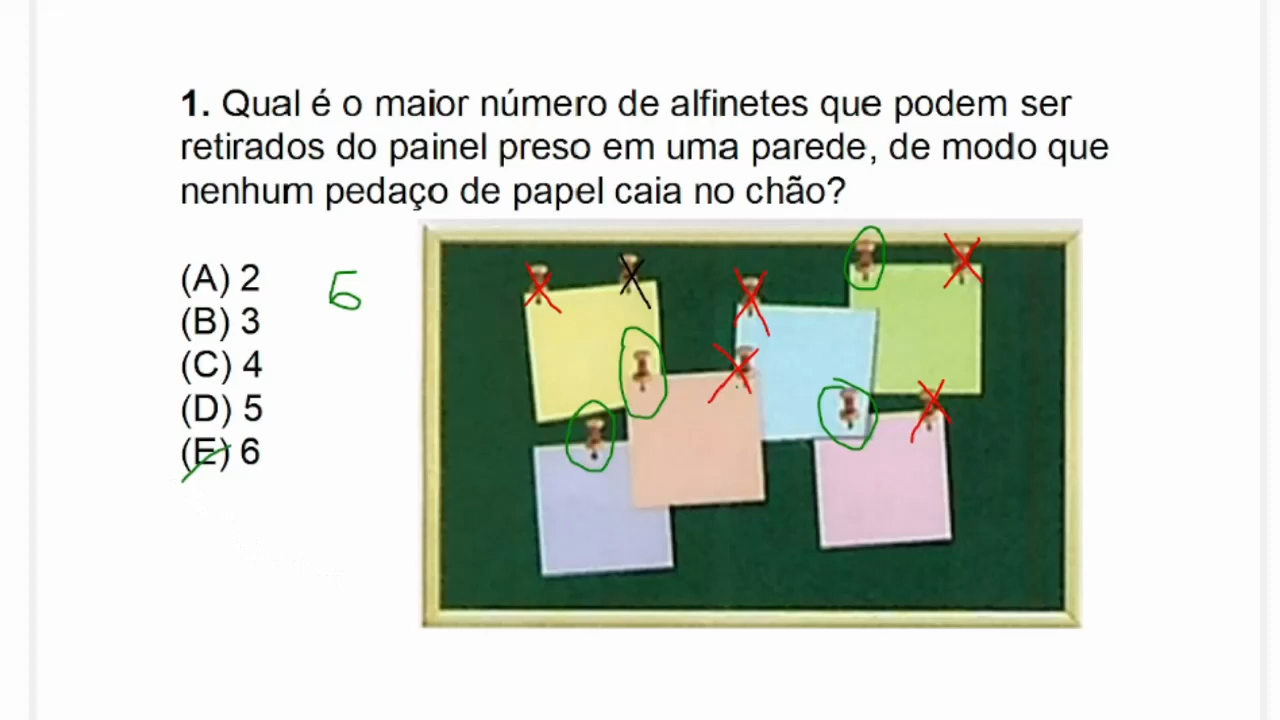 1. Qual é o maior número de alfinetes que podem ser
retirados do painel preso em uma parede, de modo que
nenhum pedaço de papel caia no chão?
(A) 2
(B) 3
(C) 4
(D) 5
(E) 6
6